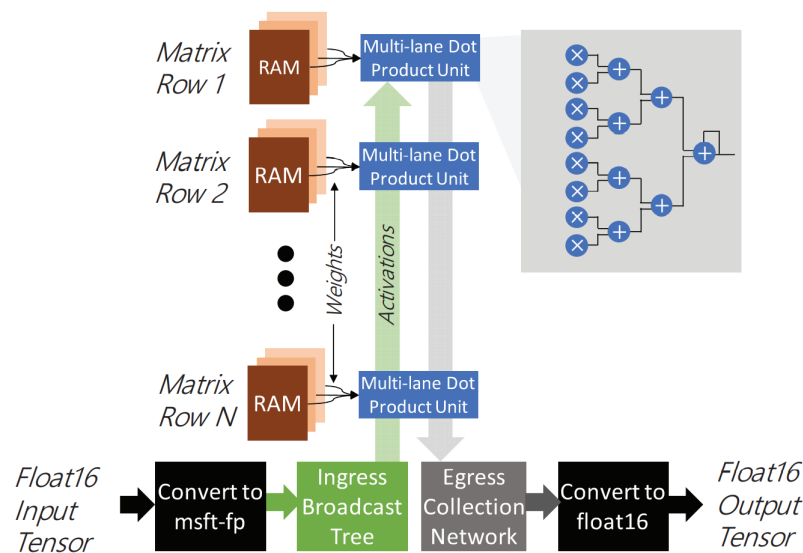 Matrix
Row 1
RAM
Multi-lane Dot
Product Unit
Matrix
Row 2
RAM
Multi-lane Dot
Product Unit
Weights
Activations
Matrix
Row N
RAM
Multi-lane Dot
Product Unit
Float16
Input
Tensor
Convert to
msft-fp
Ingress
Broadcast
Tree
Egress
Collection
Network
Convert to
float16
Float16
Output
Tensor